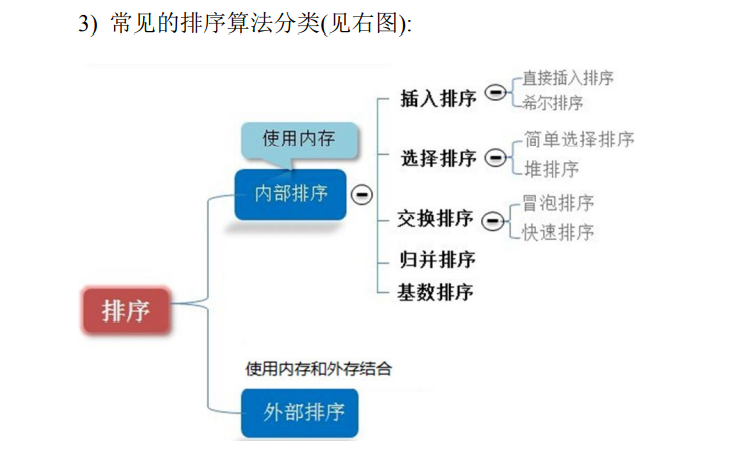 3) 常见的排序算法分类(见右图):
直接插入排序
插入排序
希尔排序
使用内存
简单选择排序
选择排序
堆排序
内部排序
冒泡排序
交换排序
快速排序
归并排序
基数排序
排序
使用内存和外存结合
外部排序